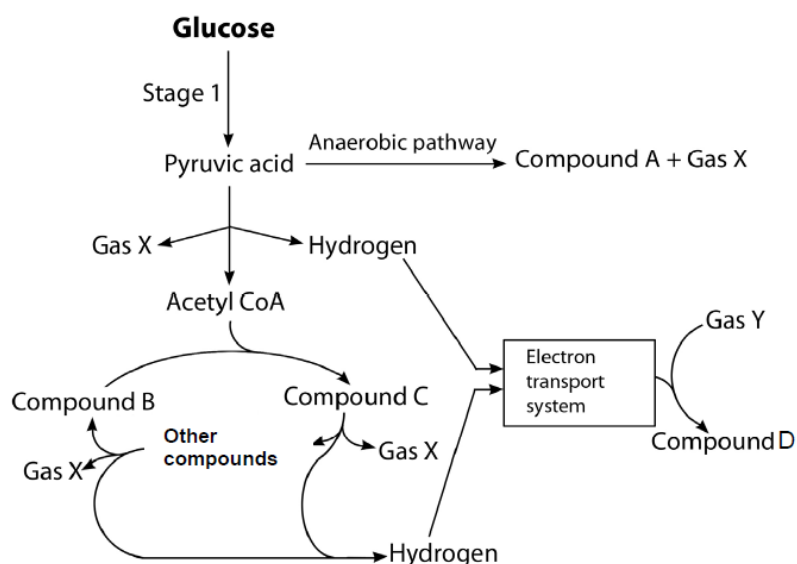 Glucose
Stage 1
Anaerobic pathway
Pyruvic acid
Compound A + Gas X
Gas X
Hydrogen
Acetyl CoA
Gas Y
Electron
transport
system
Compound B
Compound C
Other
compounds
Gas X
Gas X
Compound D
Hydrogen